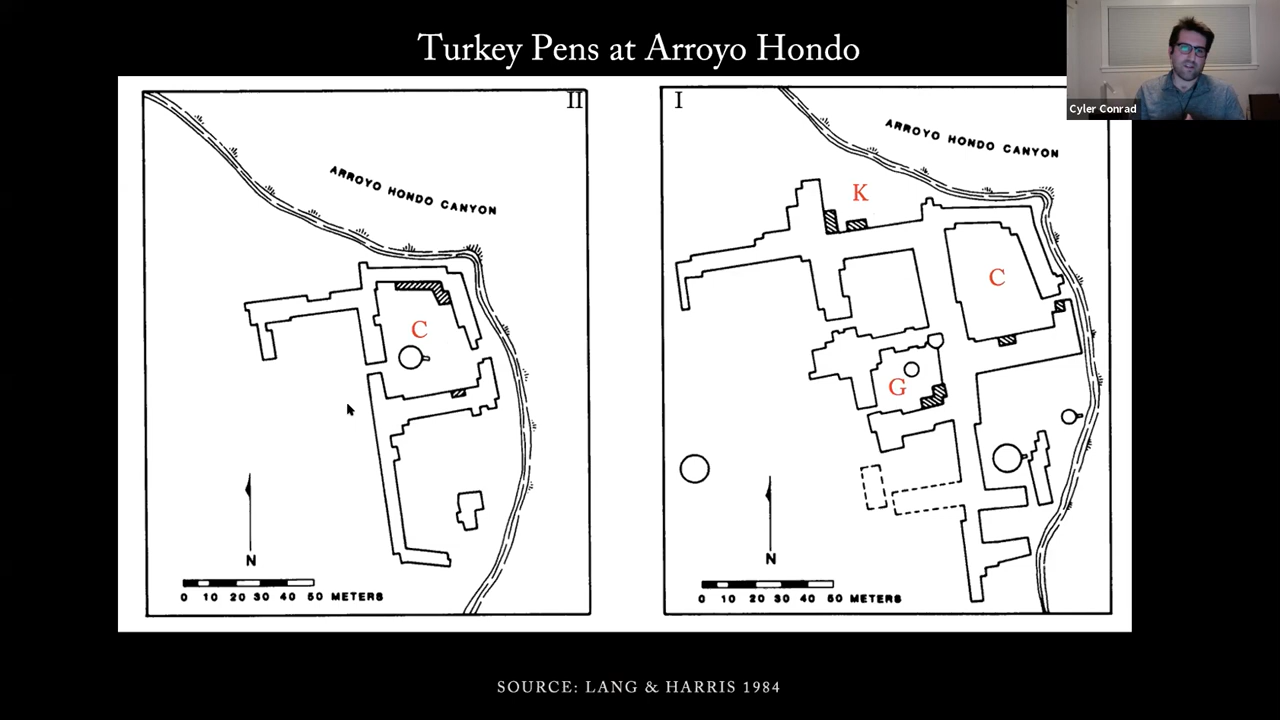 Turkey Pens at Arroyo Hondo
Cyler Conrad
II
ARROYO HONDO CANYON
C
N
0 10 20 30 40 50 METERS
I
ARROYO HONDO CANYON
K
C
G
N
0 10 20 30 40 50 METERS
SOURCE: LANG & HARRIS 1984